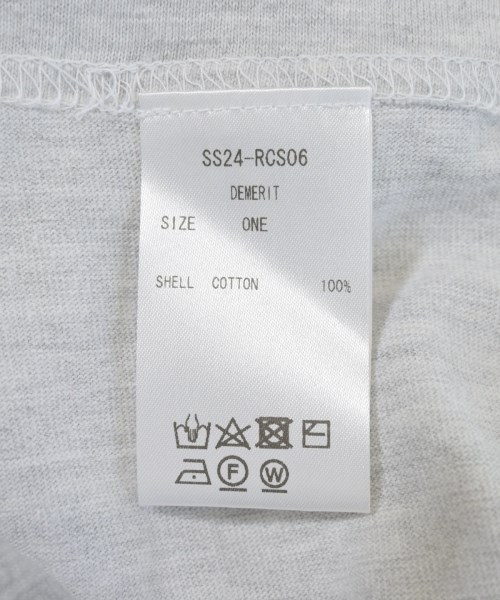 SS24-RCS06
DEMERIT
SIZE ONE
SHELL COTTON 100%
F W